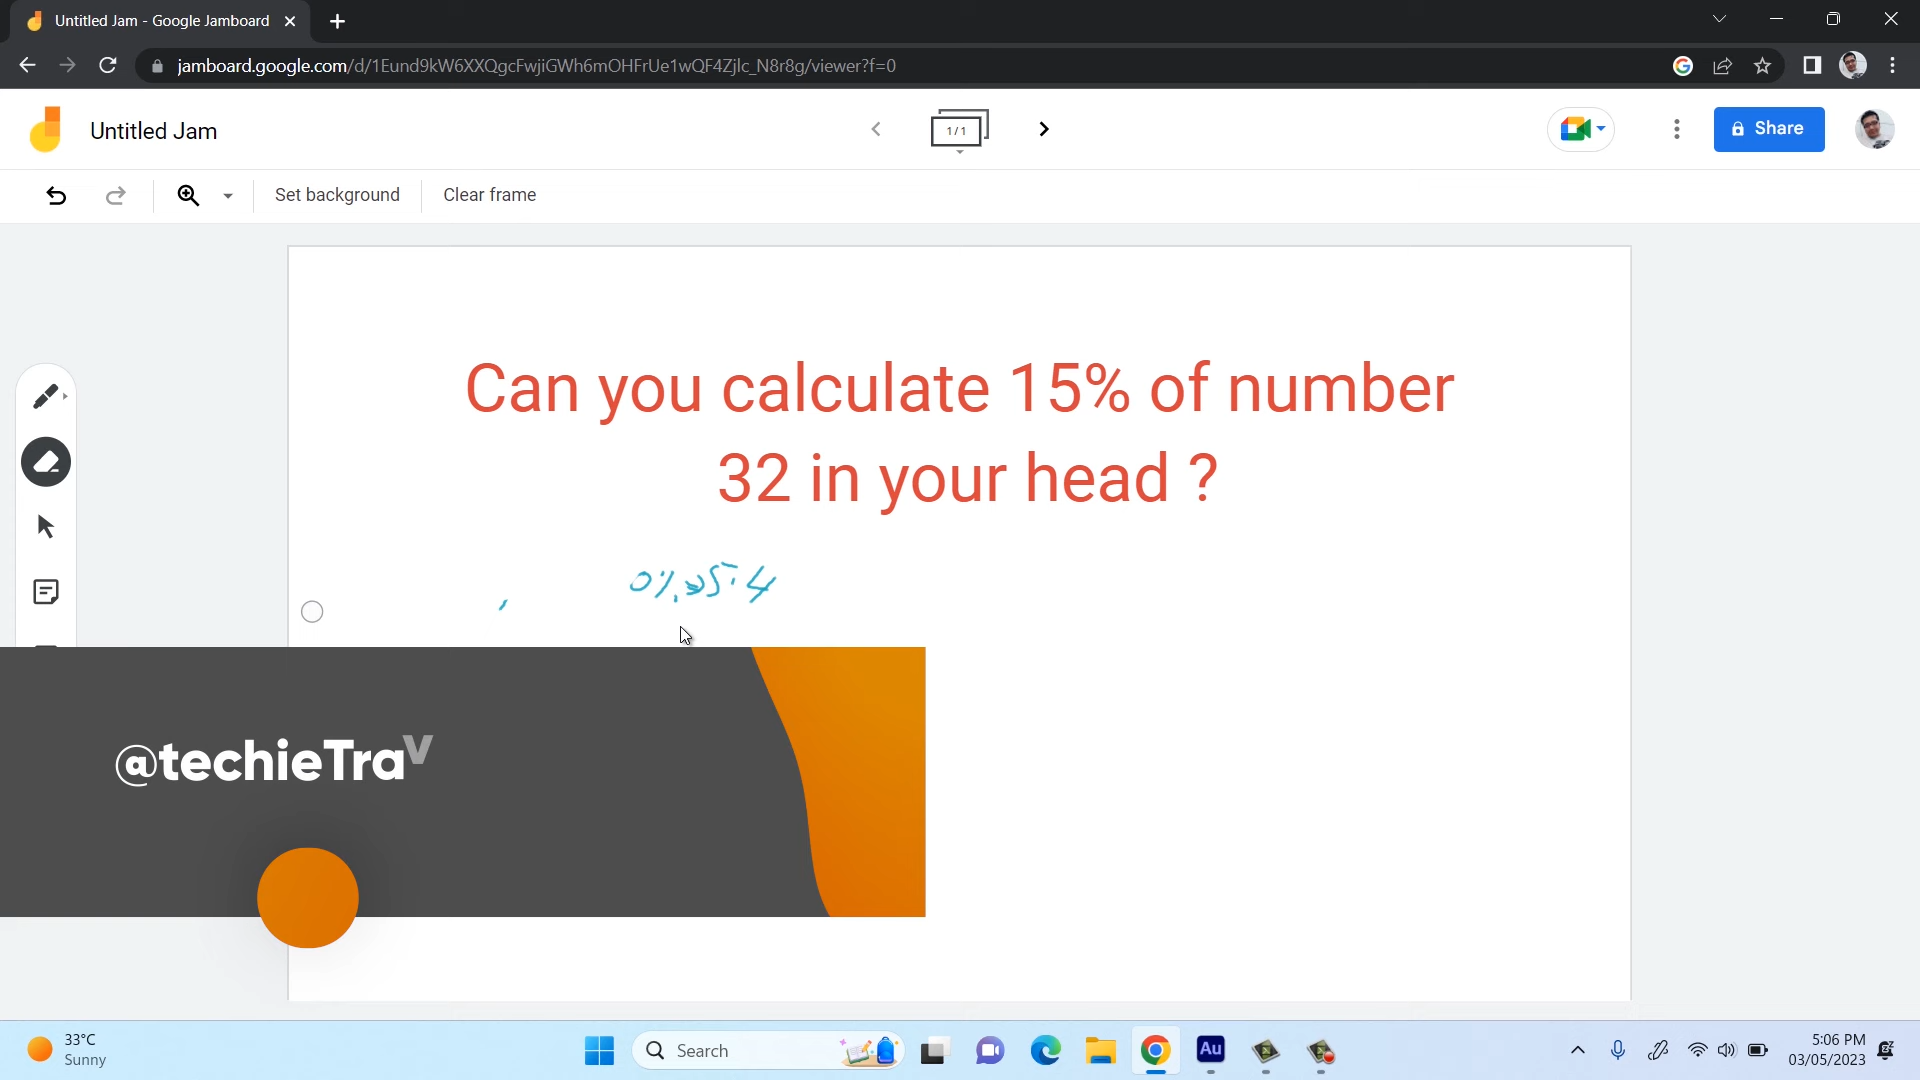 Untitled Jam - Google Jamboard
jamboard.google.com/d/1Eund9kW6XXQgcFwjiGWh6mOHFrUe1wQF4Zjlc_N8r8g/viewer?f=0
Untitled Jam
1/1
Share
Set background
Clear frame
Can you calculate 15% of number
32 in your head ?
@techieTraV
33°C
Sunny
Search
Au
5:06 PM
03/05/2023